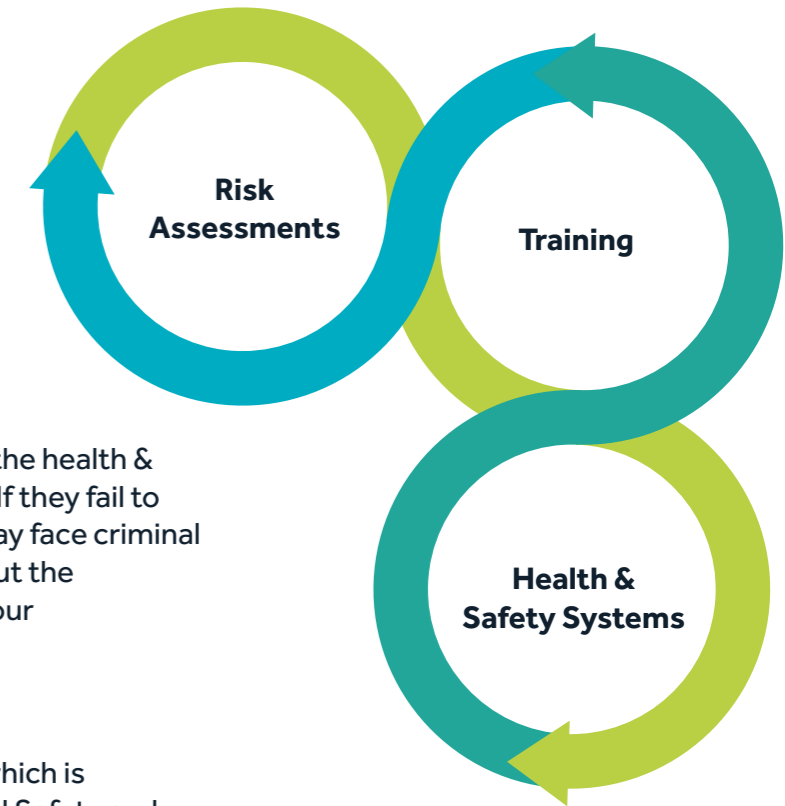 Risk
Assessments
Training
the health &
If they fail to
ay face criminal
ut the
our
Health &
Safety Systems
hich is